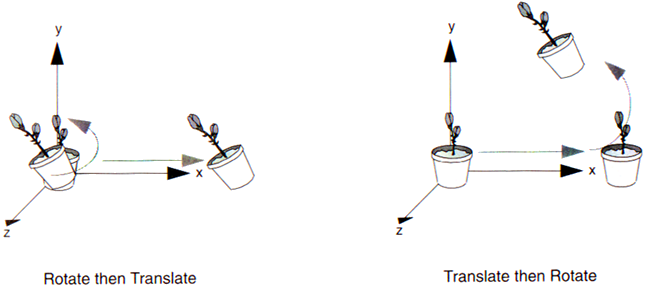 y
x
z
Rotate then Translate
y
x
z
Translate then Rotate